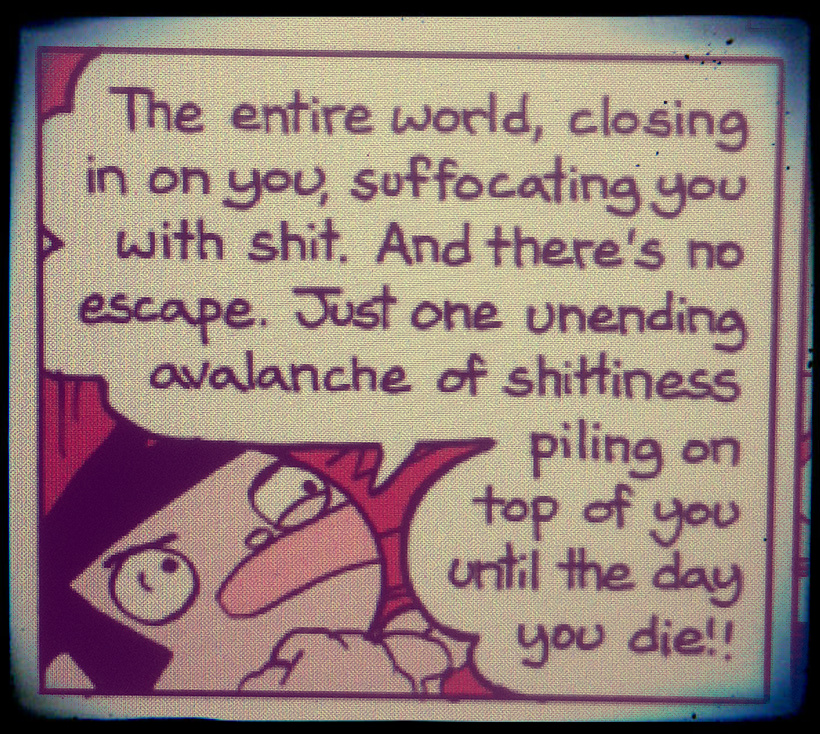 The entire world, closing
in on you, suffocating you
with shit. And there's no
escape. Just one unending
avalanche of shittiness
piling on
top of you
until the day
you die!!